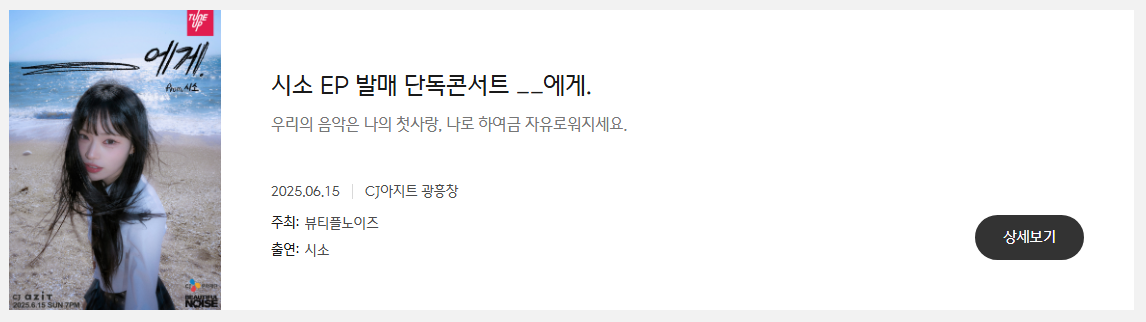 TUNE UP
__에게.
From. 시소
CJ azit
2025.6.15 SUN 7PM
CJ
BEAUTIFUL NOISE
시소 EP 발매 단독콘서트 __에게.
우리의 음악은 나의 첫사랑, 나로 하여금 자유로워지세요.
2025.06.15 | CJ아지트 광흥창
주최: 뷰티플노이즈
출연: 시소
상세보기